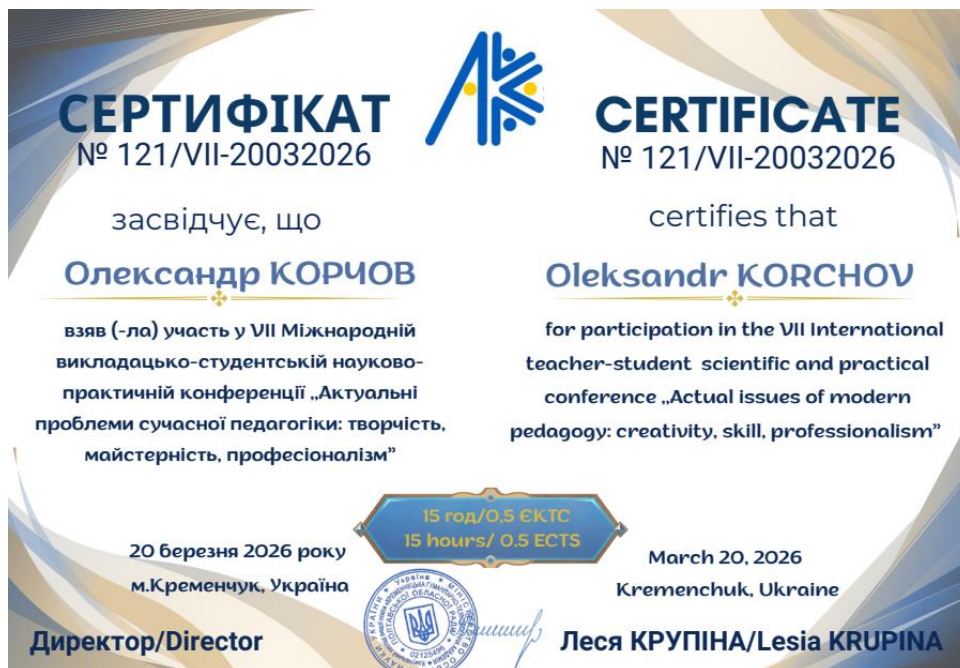 СЕРТИФІКАТ
№ 121/VII-20032026
засвідчує, що
Олександр КОРЧОВ
взяв (-ла) участь у VII Міжнародній
викладацько-студентській науково-
практичній конференції „Актуальні
проблеми сучасної педагогіки: творчість,
майстерність, професіоналізм”
20 березня 2026 року
м.Кременчук, Україна
CERTIFICATE
№ 121/VII-20032026
certifies that
Oleksandr KORCHOV
for participation in the VII International
teacher-student scientific and practical
conference „Actual issues of modern
pedagogy: creativity, skill, professionalism”
15 год/0,5 ЄКТС
15 hours/ 0.5 ECTS
March 20, 2026
Kremenchuk, Ukraine
Директор/Director
02125496
Леся КРУПІНА/Lesia KRUPINA